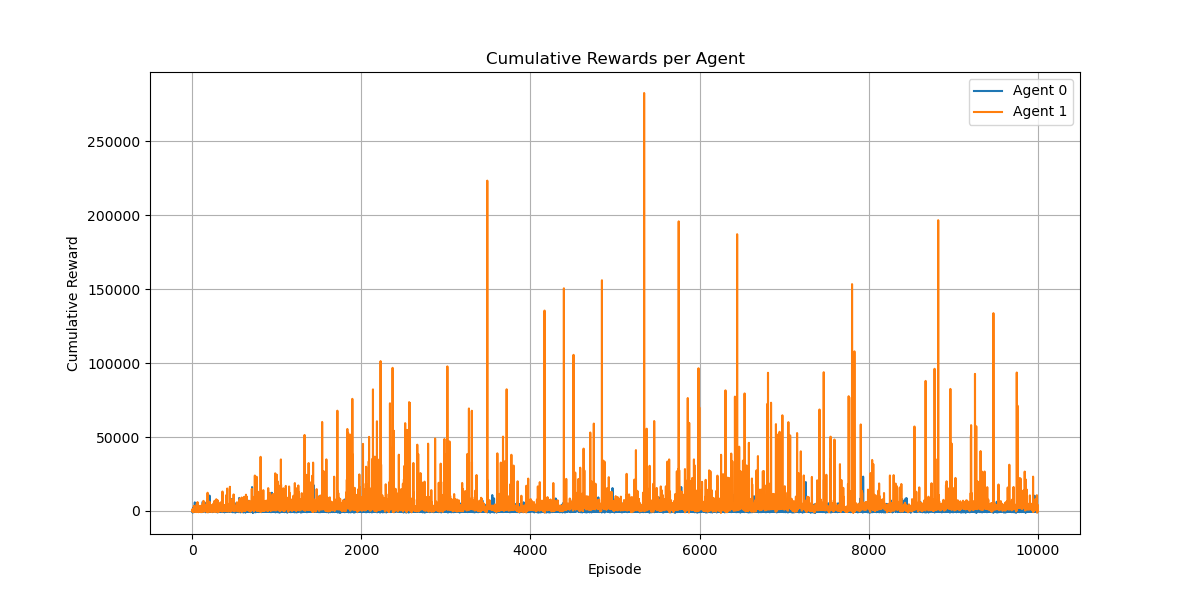 Cumulative Rewards per Agent
Agent 0
Agent 1
250000
200000
150000
100000
50000
0
Cumulative Reward
0 2000 4000 6000 8000 10000
Episode